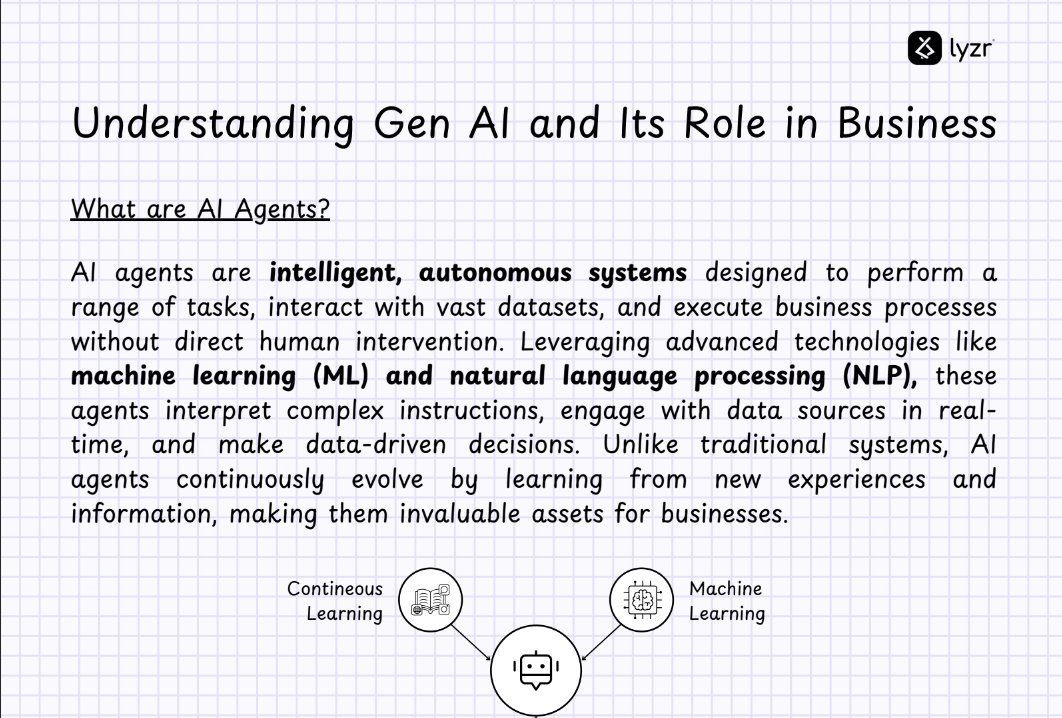 lyzr
Understanding Gen AI and Its Role in Business
What are AI Agents?
AI agents are intelligent, autonomous systems designed to perform a
range of tasks, interact with vast datasets, and execute business processes
without direct human intervention. Leveraging advanced technologies like
machine learning (ML) and natural language processing (NLP), these
agents interpret complex instructions, engage with data sources in real-
time, and make data-driven decisions. Unlike traditional systems, AI
agents continuously evolve by learning from new experiences and
information, making them invaluable assets for businesses.
Contineous
Learning
Machine
Learning